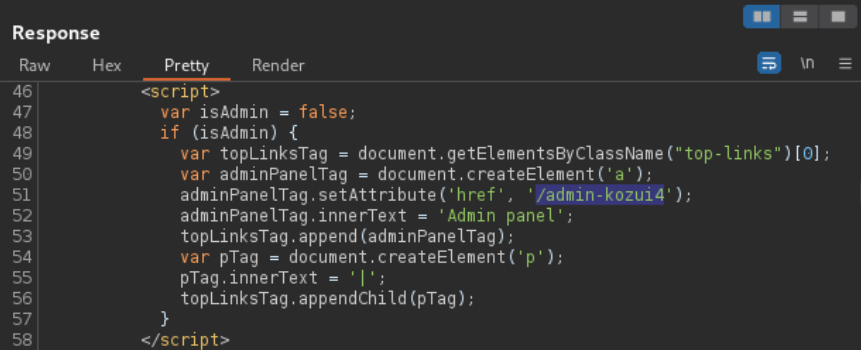 Response
Raw Hex Pretty Render \n
46 <script>
47 var isAdmin = false;
48 if (isAdmin) {
49 var topLinksTag = document.getElementsByClassName("top-links")[0];
50 var adminPanelTag = document.createElement('a');
51 adminPanelTag.setAttribute('href', '/admin-kozui4');
52 adminPanelTag.innerText = 'Admin panel';
53 topLinksTag.append(adminPanelTag);
54 var pTag = document.createElement('p');
55 pTag.innerText = '|';
56 topLinksTag.appendChild(pTag);
57 }
58 </script>